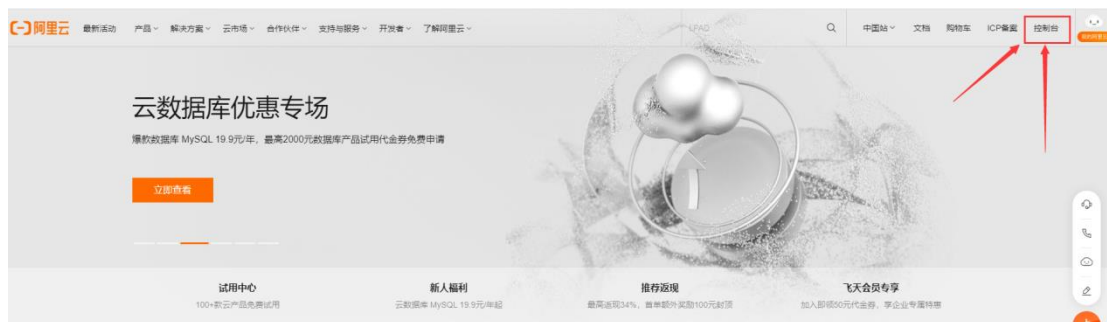 阿里云 最新活动 产品 解决方案 云市场 合作伙伴 支持与服务 开发者 了解阿里云 中国站 文档 购物车 ICP备案 控制台
云数据库优惠专场
爆款数据库 MySQL 19.9元/年，最高2000元数据库产品试用代金券免费申请
立即查看
试用中心 新人福利 推荐返现 飞天会员专享
100+款云产品免费试用 云数据库 MySQL 19.9元/年起 最高返现34%，首单额外奖励100元封顶 加入即领50元代金券，享企业专属特惠